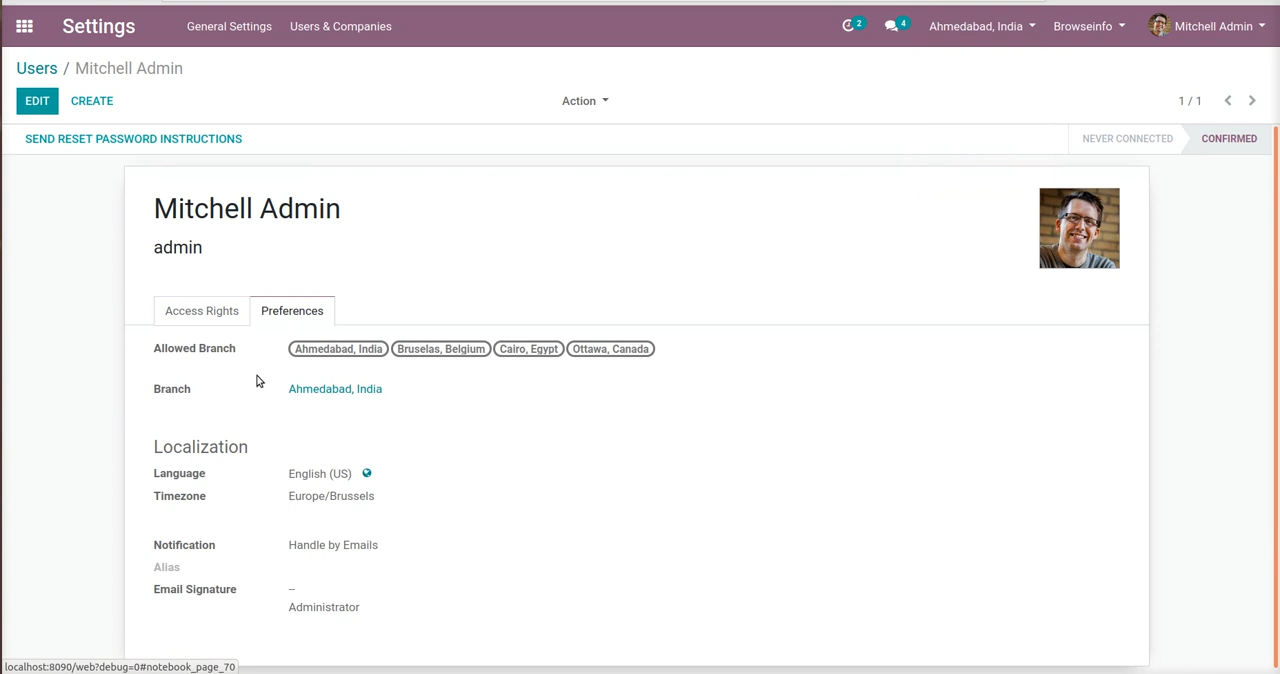 Settings General Settings Users & Companies 2 4 Ahmedabad, India Browseinfo Mitchell Admin
Users / Mitchell Admin
EDIT CREATE Action 1 / 1
SEND RESET PASSWORD INSTRUCTIONS NEVER CONNECTED CONFIRMED
Mitchell Admin
admin
Access Rights Preferences
Allowed Branch Ahmedabad, India Bruselas, Belgium Cairo, Egypt Ottawa, Canada
Branch Ahmedabad, India
Localization
Language English (US)
Timezone Europe/Brussels
Notification Handle by Emails
Alias
Email Signature --
Administrator
localhost:8090/web?debug=0#notebook_page_70